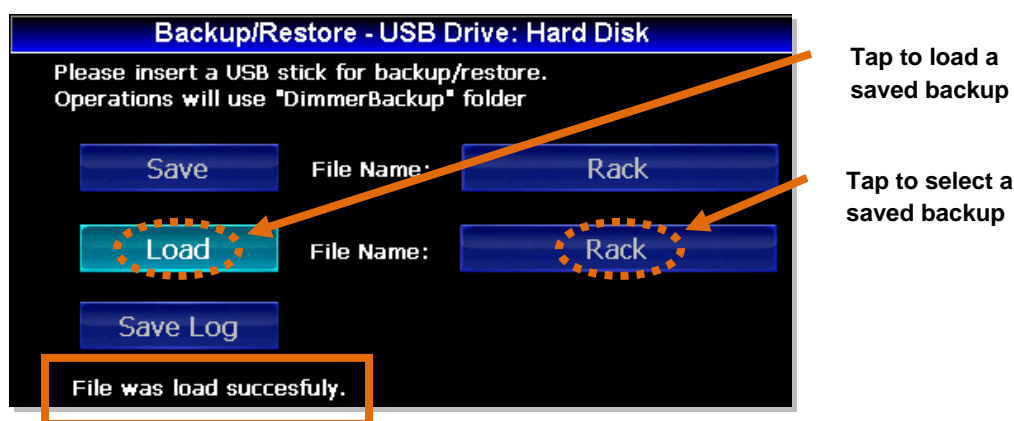 Backup/Restore - USB Drive: Hard Disk
Please insert a USB stick for backup/restore.
Operations will use "DimmerBackup" folder
Save File Name: Rack
Load File Name: Rack
Save Log
File was load succesfuly.
Tap to load a
saved backup
Tap to select a
saved backup